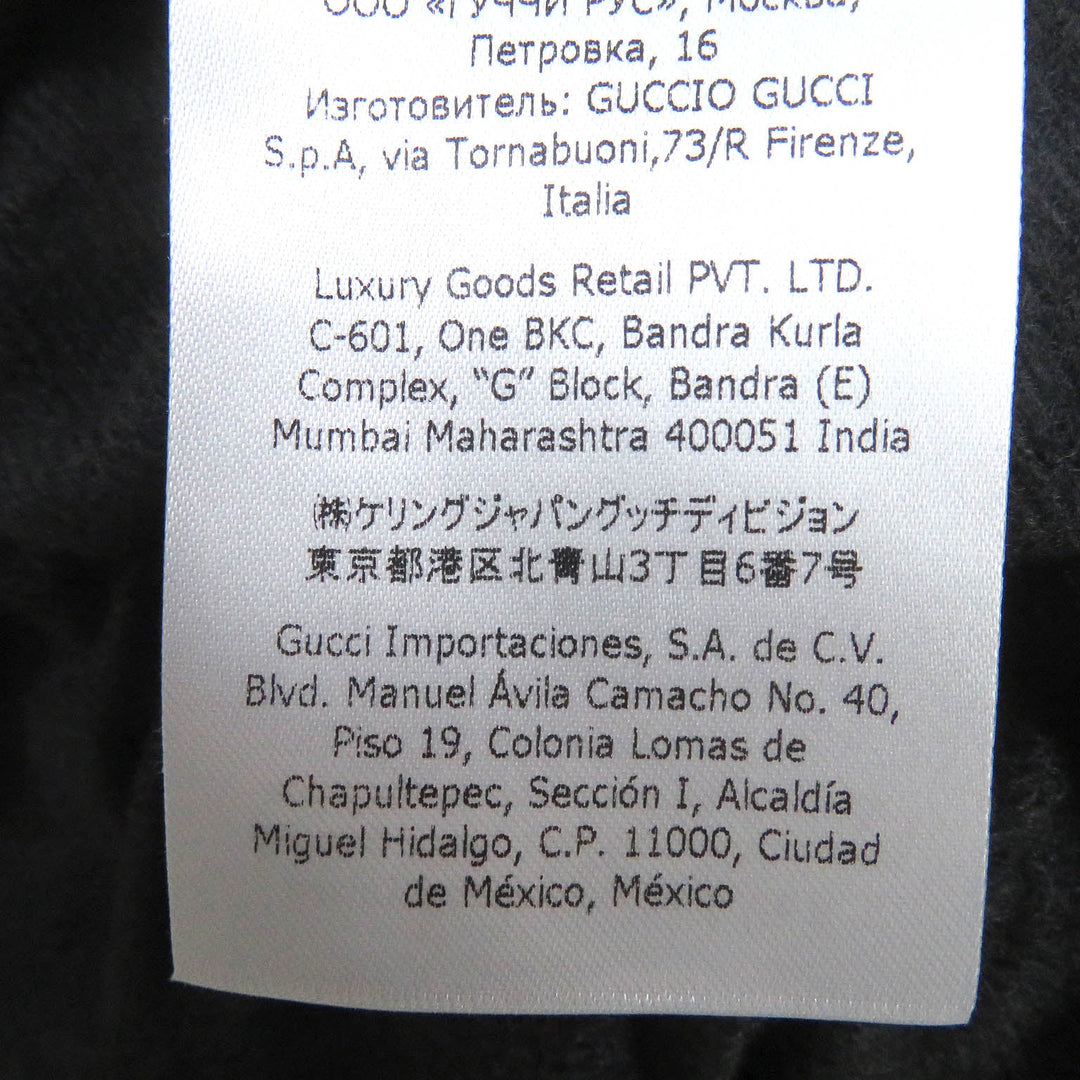 ООО «ГУЧЧИ РУС», Москва,
Петровка, 16
Изготовитель: GUCCIO GUCCI
S.p.A, via Tornabuoni,73/R Firenze,
Italia
Luxury Goods Retail PVT. LTD.
C-601, One BKC, Bandra Kurla
Complex, “G” Block, Bandra (E)
Mumbai Maharashtra 400051 India
㈱ケリングジャパングッチディビジョン
東京都港区北青山3丁目6番7号
Gucci Importaciones, S.A. de C.V.
Blvd. Manuel Ávila Camacho No. 40,
Piso 19, Colonia Lomas de
Chapultepec, Sección I, Alcaldía
Miguel Hidalgo, C.P. 11000, Ciudad
de México, México